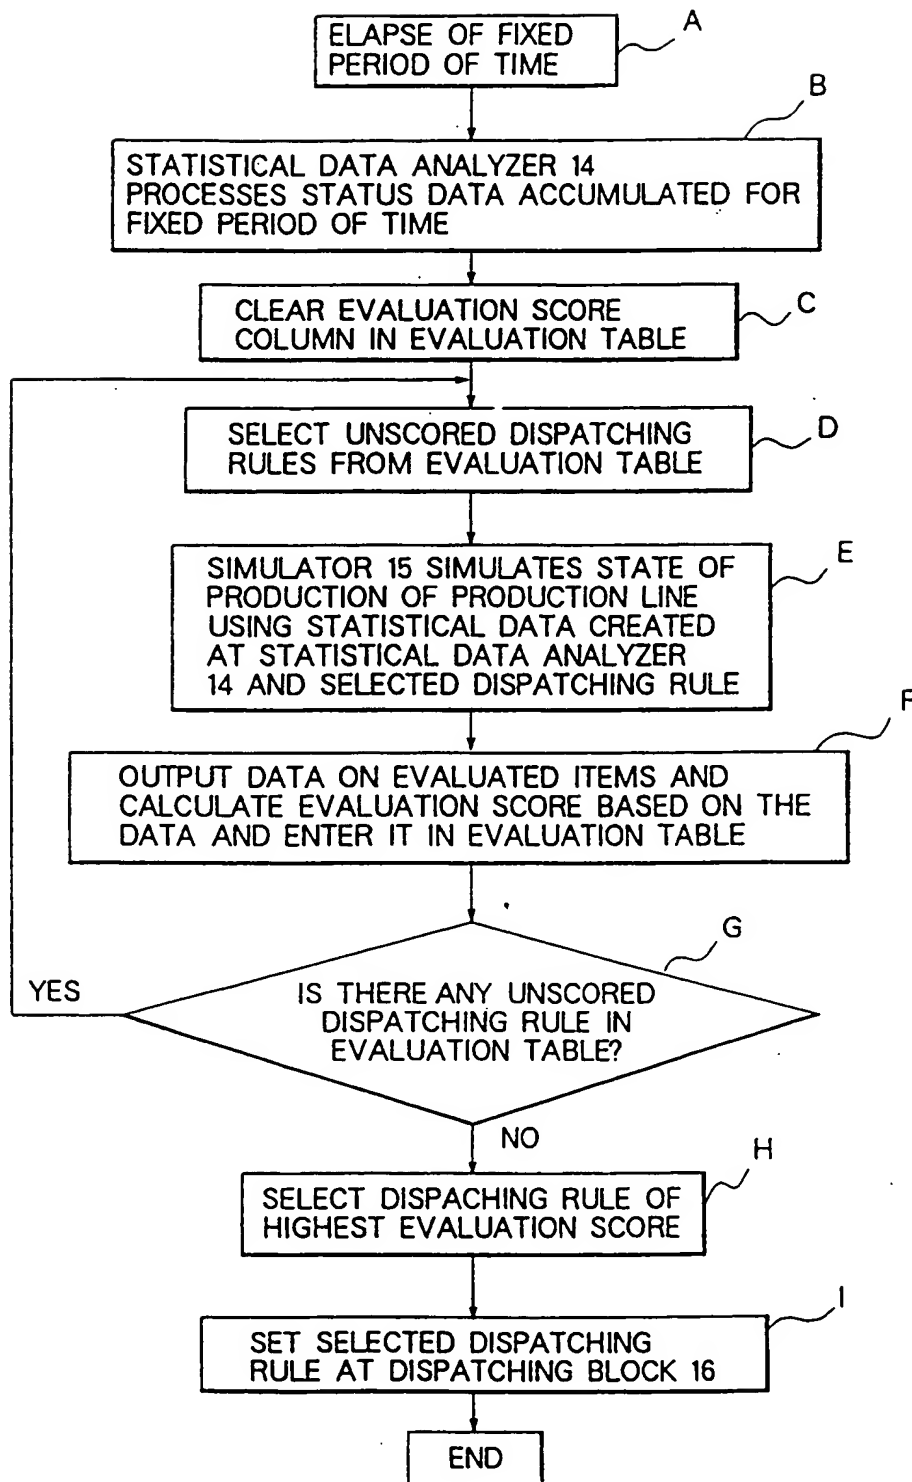 ELAPSE OF FIXED
PERIOD OF TIME
A
B
STATISTICAL DATA ANALYZER 14
PROCESSES STATUS DATA ACCUMULATED FOR
FIXED PERIOD OF TIME
CLEAR EVALUATION SCORE
COLUMN IN EVALUATION TABLE
C
SELECT UNSCORED DISPATCHING
RULES FROM EVALUATION TABLE
D
SIMULATOR 15 SIMULATES STATE OF
PRODUCTION OF PRODUCTION LINE
USING STATISTICAL DATA CREATED
AT STATISTICAL DATA ANALYZER
14 AND SELECTED DISPATCHING RULE
E
F
OUTPUT DATA ON EVALUATED ITEMS AND
CALCULATE EVALUATION SCORE BASED ON THE
DATA AND ENTER IT IN EVALUATION TABLE
G
YES
IS THERE ANY UNSCORED
DISPATCHING RULE IN
EVALUATION TABLE?
NO
H
SELECT DISPACHING RULE OF
HIGHEST EVALUATION SCORE
I
SET SELECTED DISPATCHING
RULE AT DISPATCHING BLOCK 16
END